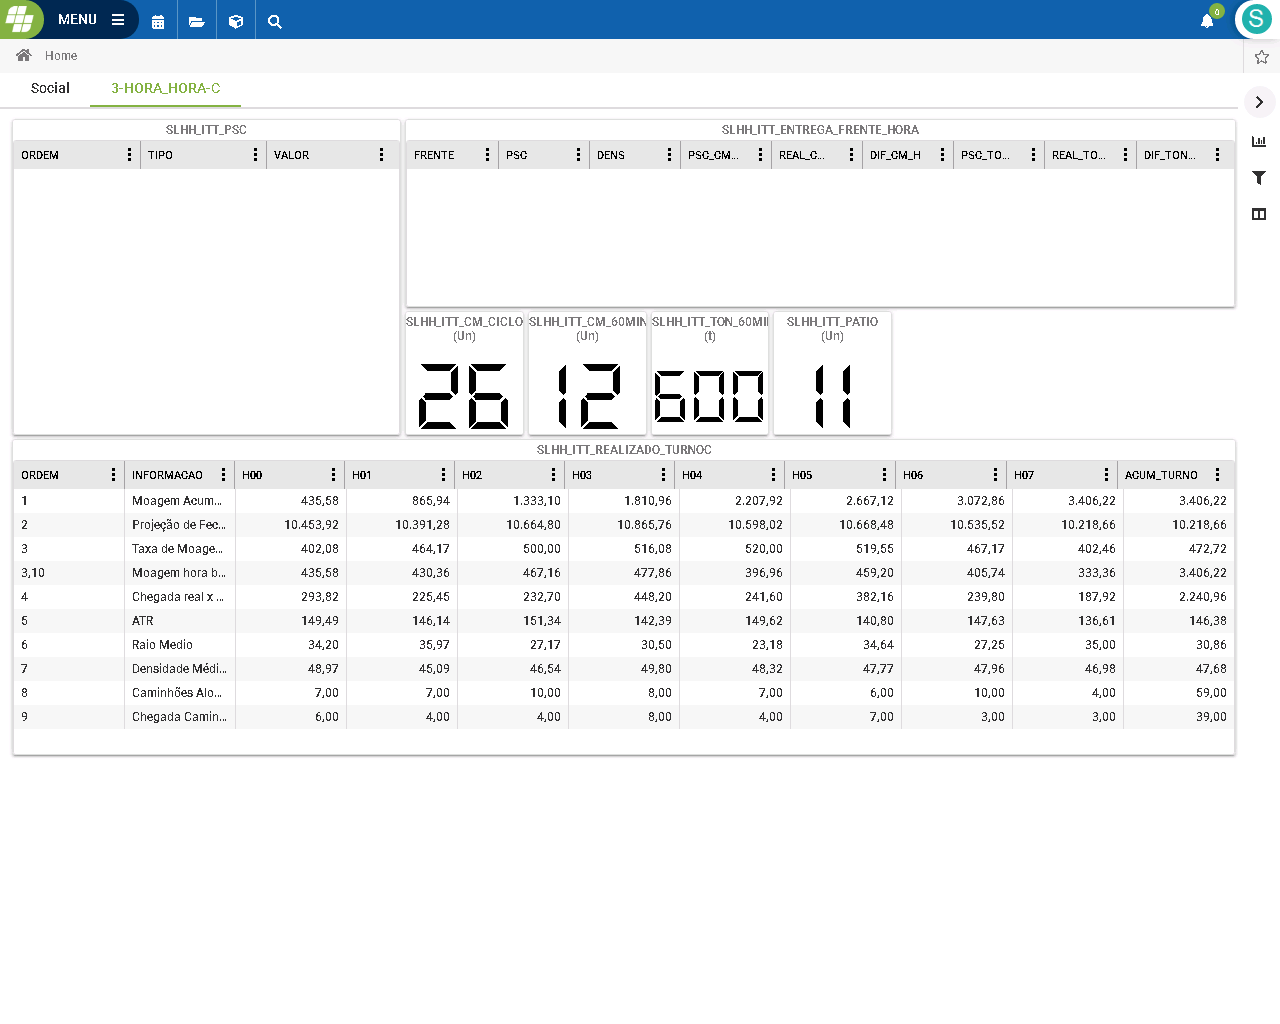 MENU
0
S
Home
Social 3-HORA_HORA-C
SLHH_ITT_PSC
ORDEM TIPO VALOR
SLHH_ITT_ENTREGA_FRENTE_HORA
FRENTE PSC DENS PSC_CM... REAL_C... DIF_CM_H PSC_TO... REAL_TO... DIF_TON...
SLHH_ITT_CM_CICLO
(Un)
26
SLHH_ITT_CM_60MIN
(Un)
12
SLHH_ITT_TON_60MI
(t)
600
SLHH_ITT_PATIO
(Un)
11
SLHH_ITT_REALIZADO_TURNOC
ORDEM INFORMACAO H00 H01 H02 H03 H04 H05 H06 H07 ACUM_TURNO
1 Moagem Acum... 435,58 865,94 1.333,10 1.810,96 2.207,92 2.667,12 3.072,86 3.406,22 3.406,22
2 Projeção de Fec... 10.453,92 10.391,28 10.664,80 10.865,76 10.598,02 10.668,48 10.535,52 10.218,66 10.218,66
3 Taxa de Moage... 402,08 464,17 500,00 516,08 520,00 519,55 467,17 402,46 472,72
3,10 Moagem hora b... 435,58 430,36 467,16 477,86 396,96 459,20 405,74 333,36 3.406,22
4 Chegada real x ... 293,82 225,45 232,70 448,20 241,60 382,16 239,80 187,92 2.240,96
5 ATR 149,49 146,14 151,34 142,39 149,62 140,80 147,63 136,61 146,38
6 Raio Medio 34,20 35,97 27,17 30,50 23,18 34,64 27,25 35,00 30,86
7 Densidade Médi... 48,97 45,09 46,54 49,80 48,32 47,77 47,96 46,98 47,68
8 Caminhões Alo... 7,00 7,00 10,00 8,00 7,00 6,00 10,00 4,00 59,00
9 Chegada Camin... 6,00 4,00 4,00 8,00 4,00 7,00 3,00 3,00 39,00